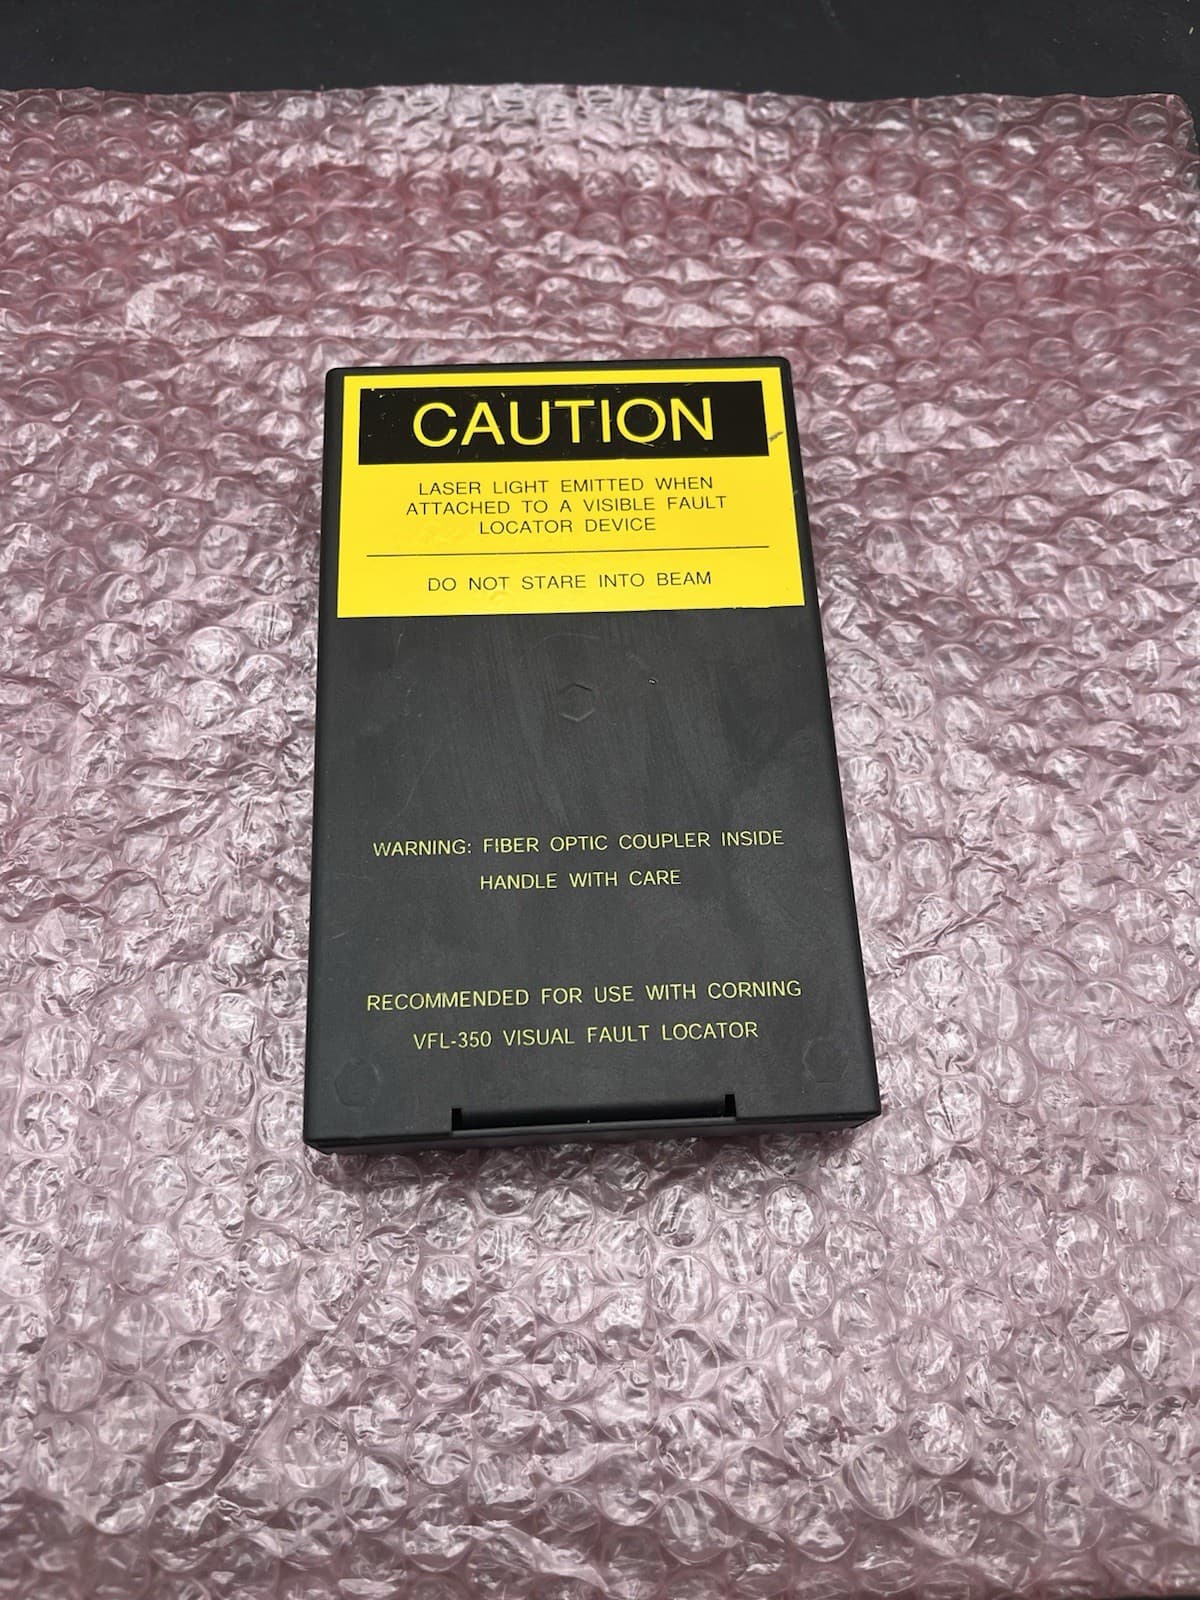 CAUTION
LASER LIGHT EMITTED WHEN
ATTACHED TO A VISIBLE FAULT
LOCATOR DEVICE
DO NOT STARE INTO BEAM
WARNING: FIBER OPTIC COUPLER INSIDE
HANDLE WITH CARE
RECOMMENDED FOR USE WITH CORNING
VFL-350 VISUAL FAULT LOCATOR